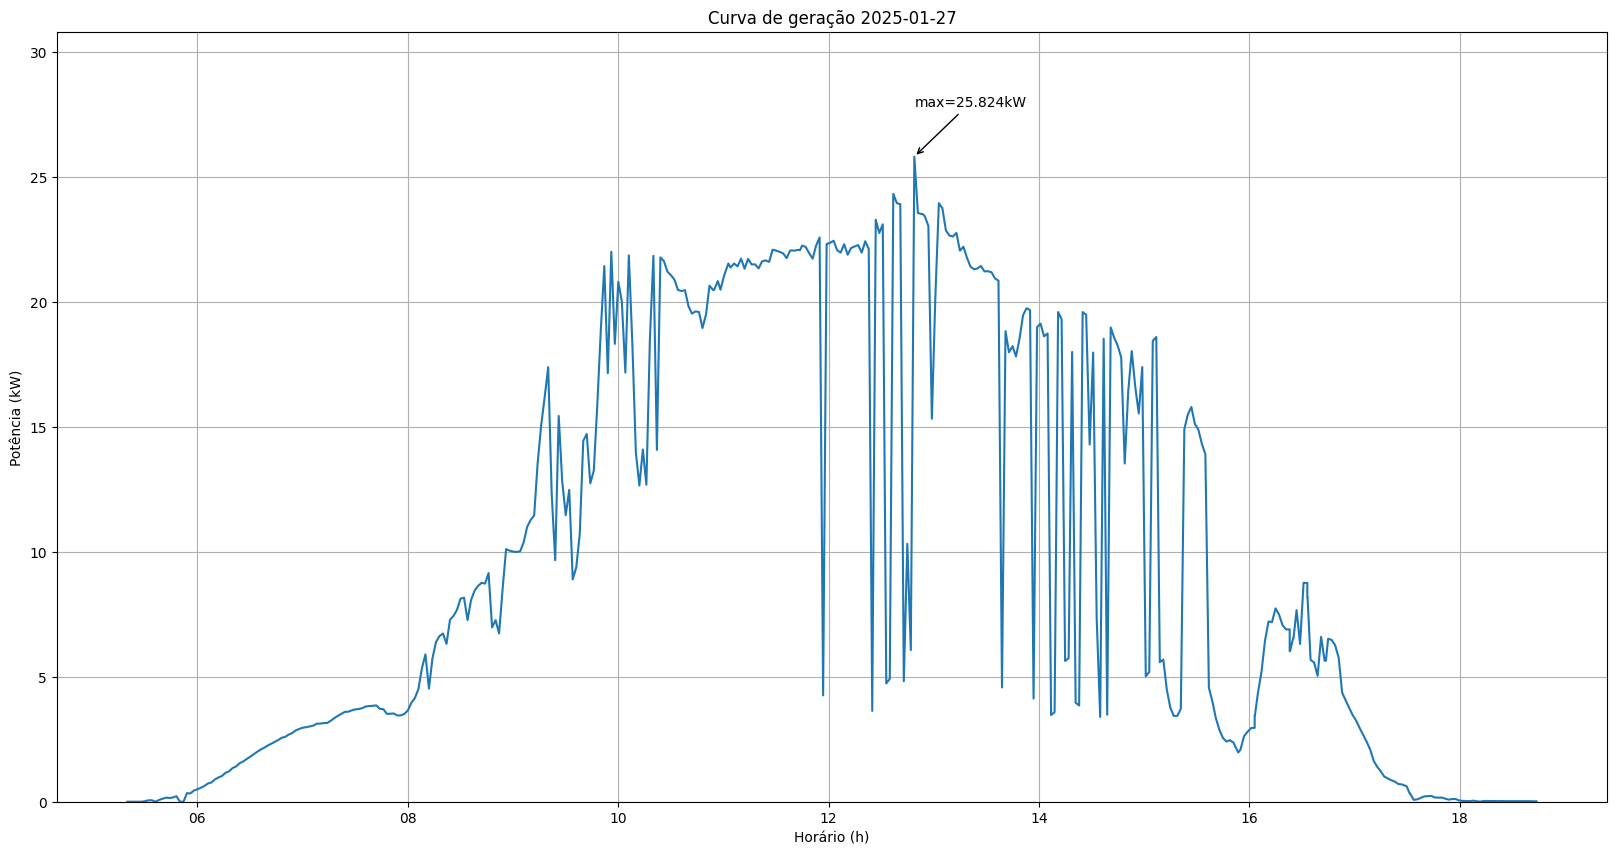 Curva de geração 2025-01-27
max=25.824kW
Potência (kW)
30
25
20
15
10
5
0
06 08 10 12 14 16 18
Horário (h)